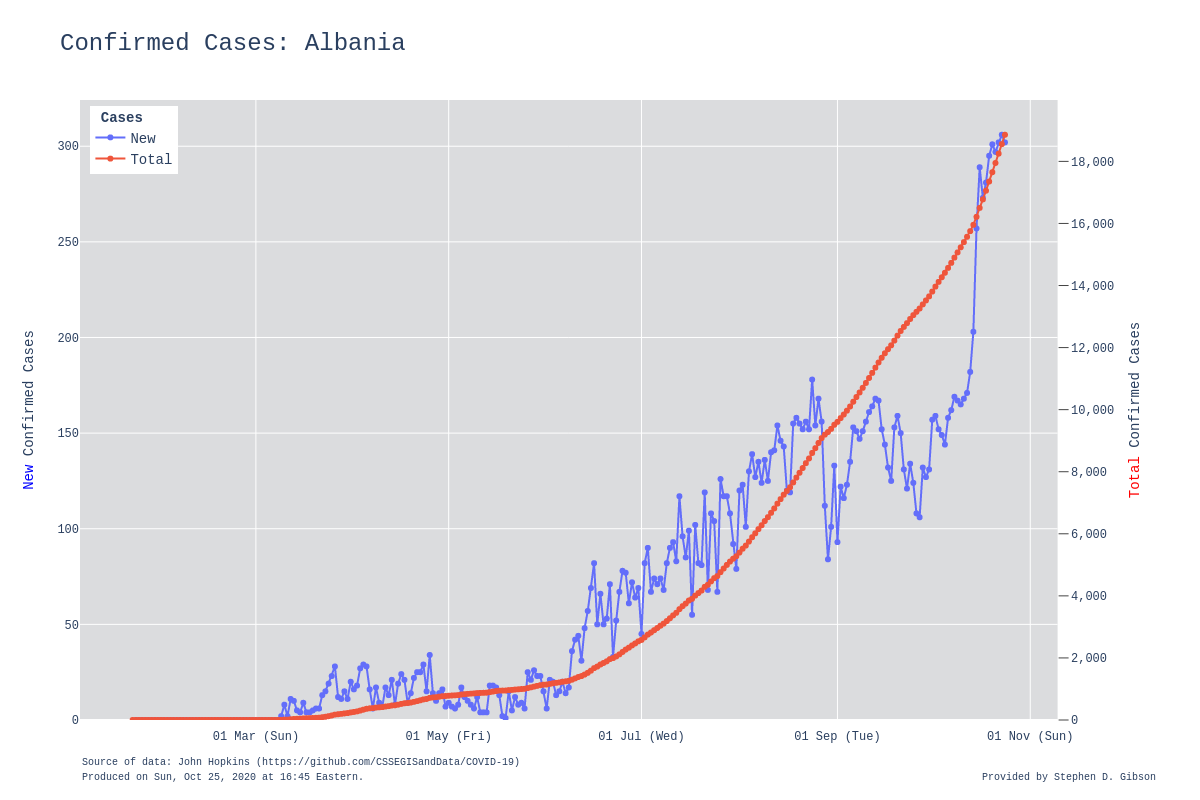 Confirmed Cases: Albania
Cases
New
Total
300
250
200
150
100
50
0
18,000
16,000
14,000
12,000
10,000
8,000
6,000
4,000
2,000
0
New Confirmed Cases
Total Confirmed Cases
01 Mar (Sun)
01 May (Fri)
01 Jul (Wed)
01 Sep (Tue)
01 Nov (Sun)
Source of data: John Hopkins (https://github.com/CSSEGISandData/COVID-19)
Produced on Sun, Oct 25, 2020 at 16:45 Eastern.
Provided by Stephen D. Gibson